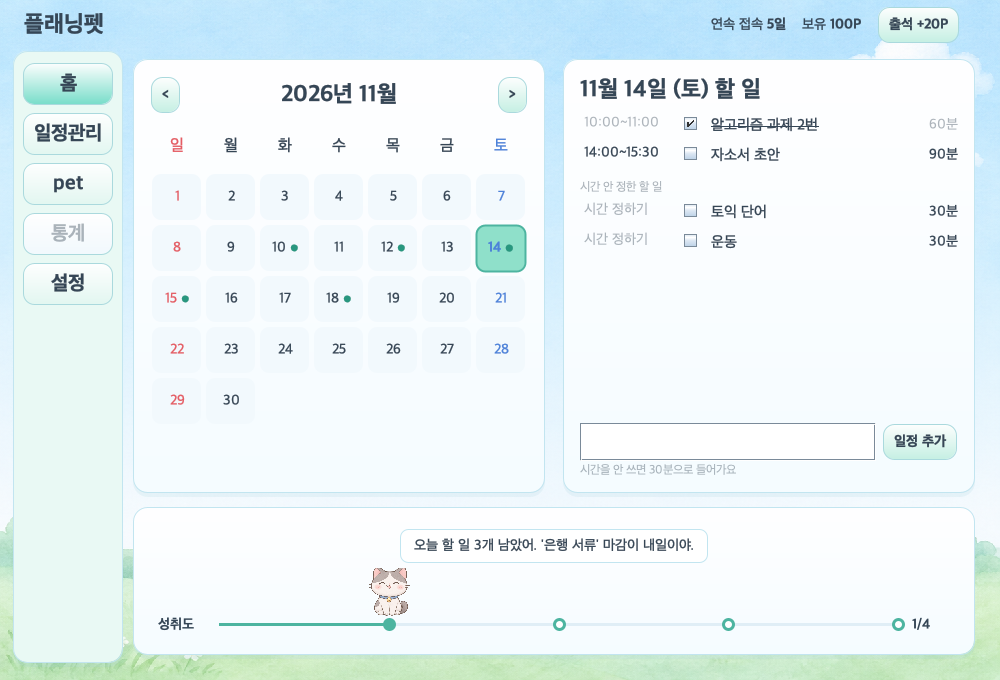 플래닝펫
연속 접속 5일 보유 100P 출석 +20P
홈
일정관리
pet
통계
설정
< 2026년 11월 >
일 월 화 수 목 금 토
1 2 3 4 5 6 7
8 9 10 11 12 13 14
15 16 17 18 19 20 21
22 23 24 25 26 27 28
29 30
11월 14일 (토) 할 일
10:00~11:00 알고리즘 과제 2번 60분
14:00~15:30 자소서 초안 90분
시간 안 정한 할 일
시간 정하기 토익 단어 30분
시간 정하기 운동 30분
일정 추가
시간을 안 쓰면 30분으로 들어가요
오늘 할 일 3개 남았어. '은행 서류' 마감이 내일이야.
성취도 1/4